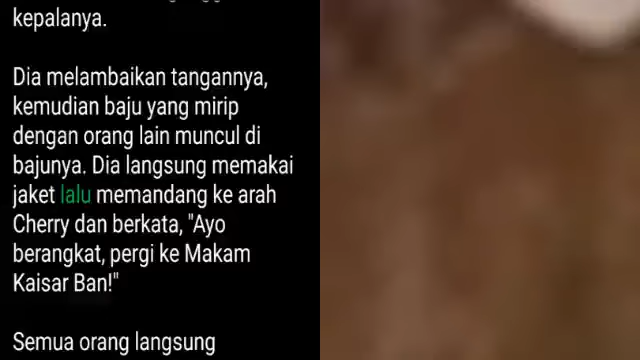 kepalanya.
Dia melambaikan tangannya,
kemudian baju yang mirip
dengan orang lain muncul di
bajunya. Dia langsung memakai
jaket lalu memandang ke arah
Cherry dan berkata, "Ayo
berangkat, pergi ke Makam
Kaisar Ban!"
Semua orang langsung